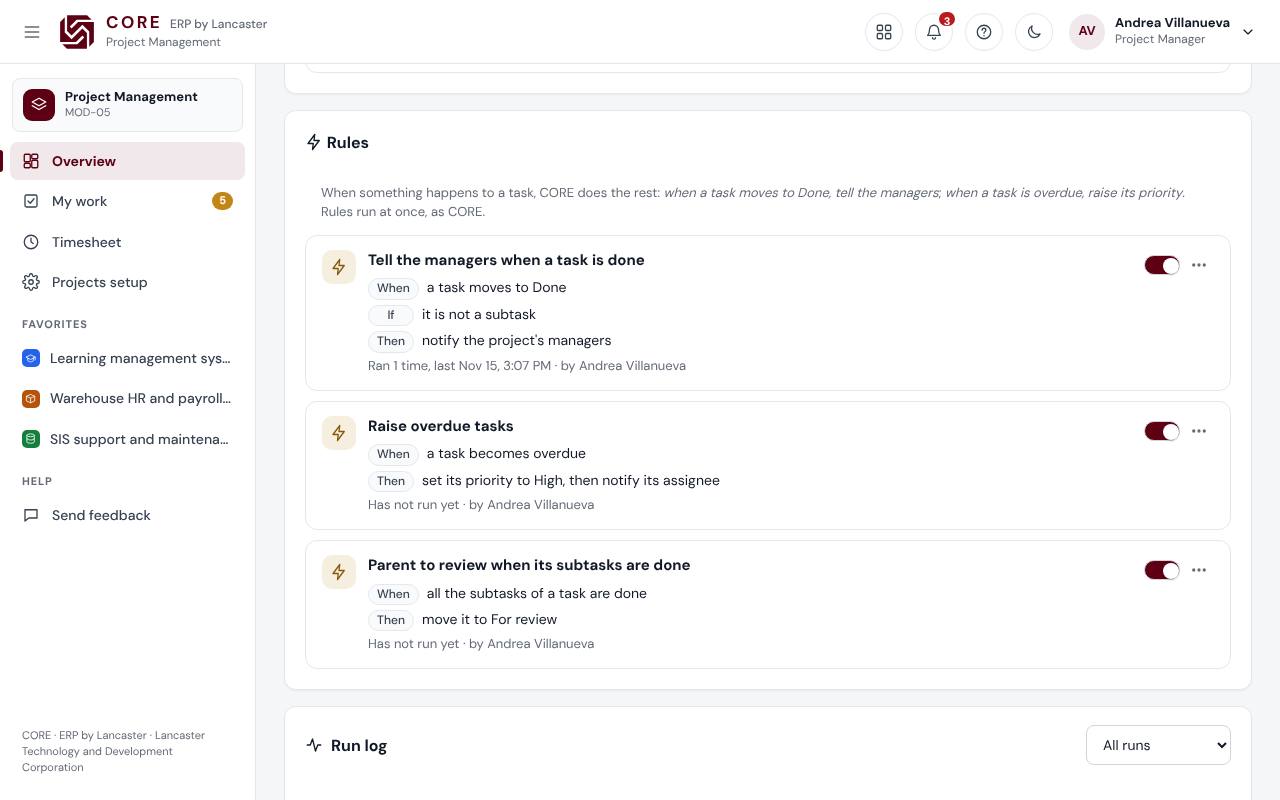 CORE ERP by Lancaster
Project Management
3
AV
Andrea Villanueva
Project Manager
Project Management
MOD-05
Overview
My work 5
Timesheet
Projects setup
FAVORITES
Learning management sys...
Warehouse HR and payroll...
SIS support and maintena...
HELP
Send feedback
CORE · ERP by Lancaster · Lancaster
Technology and Development
Corporation
Rules
When something happens to a task, CORE does the rest: when a task moves to Done, tell the managers; when a task is overdue, raise its priority.
Rules run at once, as CORE.
Tell the managers when a task is done
When a task moves to Done
If it is not a subtask
Then notify the project's managers
Ran 1 time, last Nov 15, 3:07 PM · by Andrea Villanueva
Raise overdue tasks
When a task becomes overdue
Then set its priority to High, then notify its assignee
Has not run yet · by Andrea Villanueva
Parent to review when its subtasks are done
When all the subtasks of a task are done
Then move it to For review
Has not run yet · by Andrea Villanueva
Run log
All runs